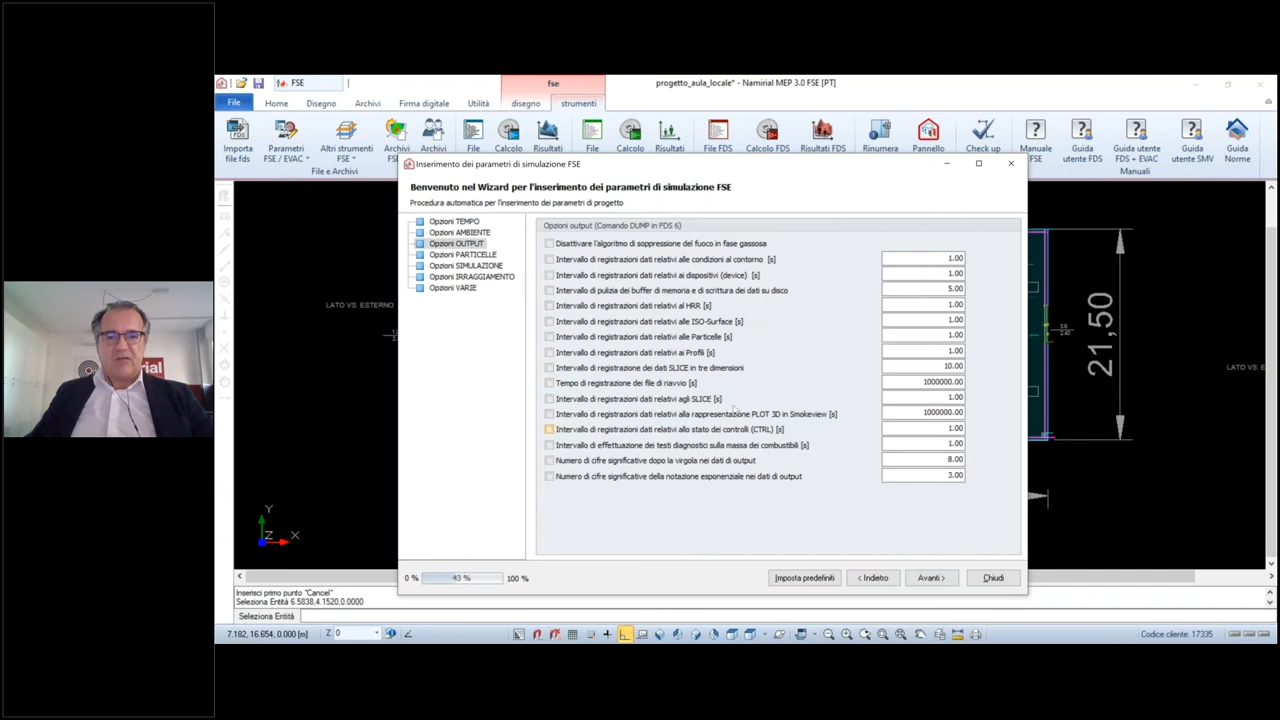 FSE
fse
progetto_aula_locale* - Namirial MEP 3.0 FSE [PT]
File
Home
Disegno
Archivi
Firma digitale
Utilità
disegno
strumenti
Importa file fds
Parametri FSE / EVAC
Altri strumenti FSE
Archivi
File
Calcolo
Risultati
File
Calcolo
Risultati
File FDS
Calcolo FDS
Risultati FDS
Rinumera
Pannello
Check up
Manuale FSE
Guida utente FDS
Guida utente FDS + EVAC
Guida utente SMV
Guida Norme
File e Archivi
Manuali
Inserimento dei parametri di simulazione FSE
Benvenuto nel Wizard per l'inserimento dei parametri di simulazione FSE
Procedura automatica per l'inserimento dei parametri di progetto
Opzioni TEMPO
Opzioni AMBIENTE
Opzioni OUTPUT
Opzioni PARTICELLE
Opzioni SIMULAZIONE
Opzioni IRRAGGIAMENTO
Opzioni VARIE
Opzioni output (Comando DUMP in FDS 6)
Disattivare l'algoritmo di soppressione del fuoco in fase gassosa
Intervallo di registrazioni dati relativi alle condizioni al contorno [s] 1.00
Intervallo di registrazioni dati relativi ai dispositivi (device) [s] 1.00
Intervallo di pulizia dei buffer di memoria e di scrittura dei dati su disco 5.00
Intervallo di registrazioni dati relativi al HRR [s] 1.00
Intervallo di registrazioni dati relativi alle ISO-Surface [s] 1.00
Intervallo di registrazioni dati relativi alle Particelle [s] 1.00
Intervallo di registrazioni dati relativi ai Profili [s] 1.00
Intervallo di registrazione dei dati SLICE in tre dimensioni 10.00
Tempo di registrazione dei file di riavvio [s] 1000000.00
Intervallo di registrazioni dati relativi agli SLICE [s] 1.00
Intervallo di registrazioni dati relativi alla rappresentazione PLOT 3D in Smokeview [s] 1000000.00
Intervallo di registrazioni dati relativi allo stato dei controlli (CTRL) [s] 1.00
Intervallo di effettuazione dei testi diagnostici sulla massa dei combustibili [s] 1.00
Numero di cifre significative dopo la virgola nei dati di output 8.00
Numero di cifre significative della notazione esponenziale nei dati di output 3.00
0 %
43 %
100 %
Imposta predefiniti
< Indietro
Avanti >
Chiudi
LATO VS. ESTERNO
21,50
LATO VS.
Y
Z
X
Inserisci primo punto "Cancel"
Seleziona Entità 6.5838,4.1520,0.0000
Seleziona Entità
7.182, 16.654, 0.000 [m]
Z 0
Codice cliente: 17335